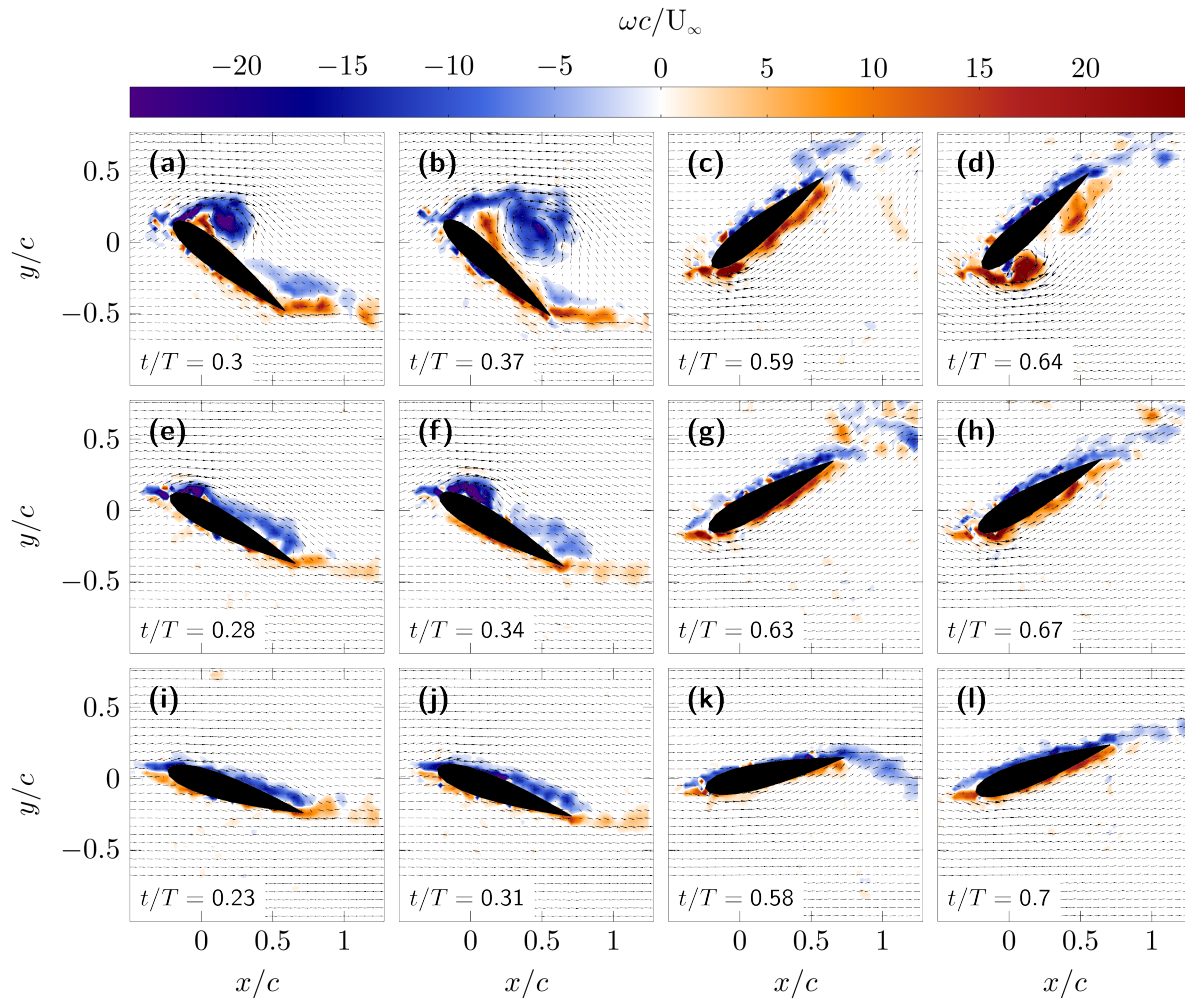 ωc/U∞
−20 −15 −10 −5 0 5 10 15 20
(a) (b) (c) (d)
0.5
0
−0.5
y/c
t/T = 0.3 t/T = 0.37 t/T = 0.59 t/T = 0.64
(e) (f) (g) (h)
0.5
0
−0.5
y/c
t/T = 0.28 t/T = 0.34 t/T = 0.63 t/T = 0.67
(i) (j) (k) (l)
0.5
0
−0.5
y/c
t/T = 0.23 t/T = 0.31 t/T = 0.58 t/T = 0.7
0 0.5 1 0 0.5 1 0 0.5 1 0 0.5 1
x/c x/c x/c x/c